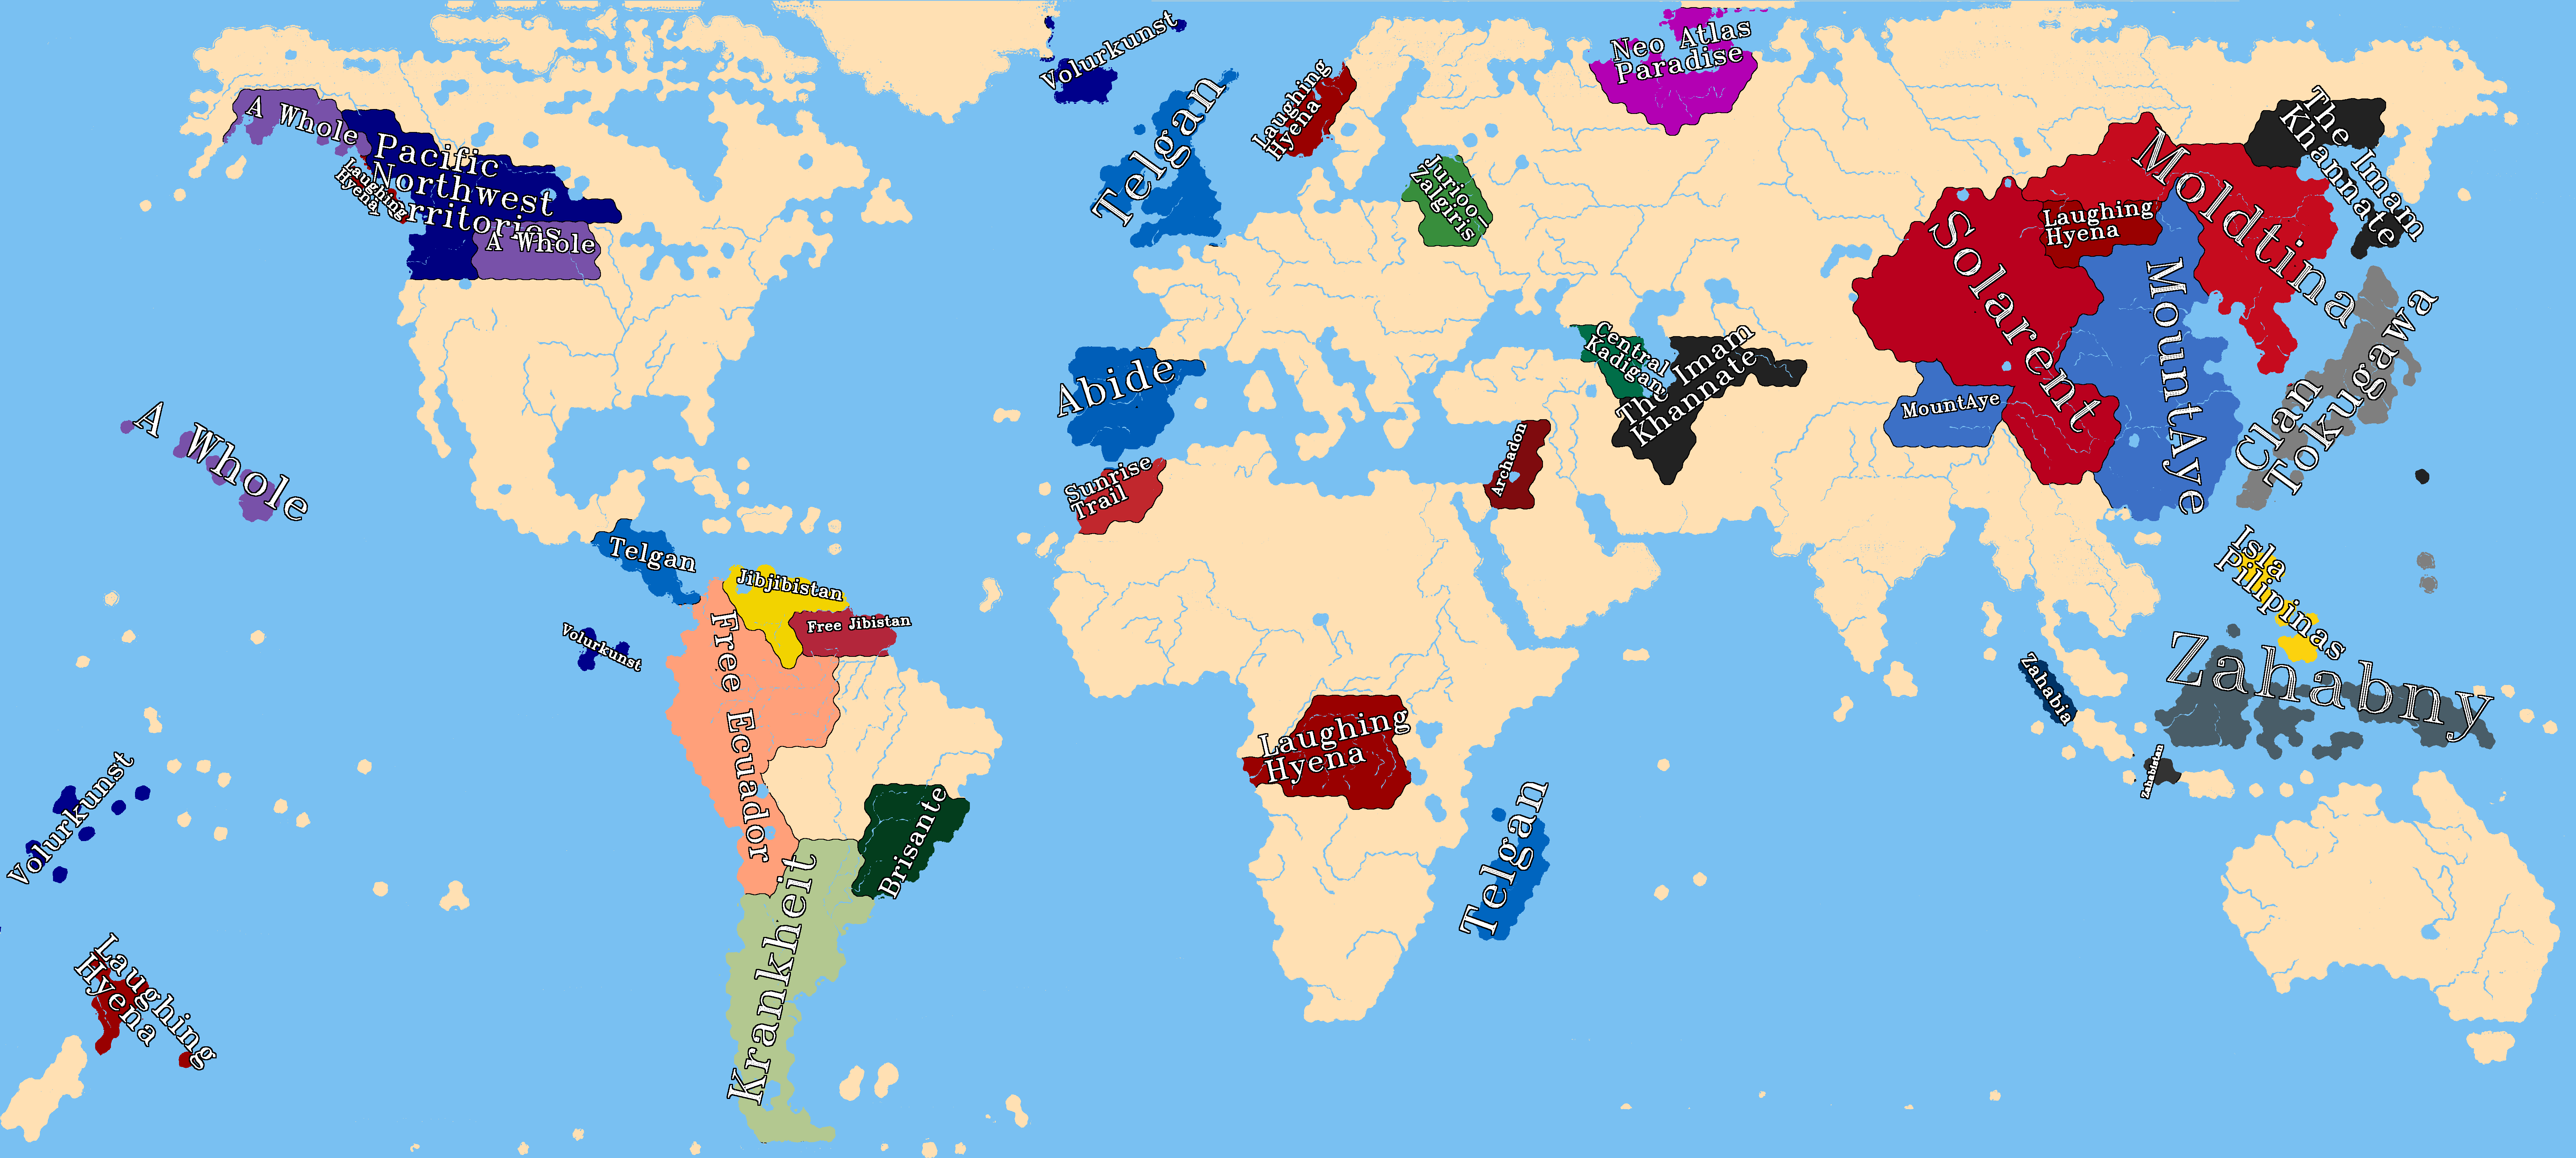 Volurkunst
Neo Atlas
Paradise
Laughing
Hyena
Telgan
A Whole
Pacific
Northwest
Territories
Laughing
Hyena
A Whole
Jurioo-
Zalgiris
The Imam
Khannate
Moldtina
Laughing
Hyena
Solarent
MountAye
MountAye
Clan
Tokugawa
Central
Kadigan
The Imam
Khannate
Abide
Archadon
Sunrise
Trail
A Whole
Telgan
Jibjibistan
Free Jibistan
Free Ecuador
Volurkunst
Isla
Pilipinas
Zahabny
Zahabia
Zahabistan
Laughing
Hyena
Telgan
Brisante
Krankheit
Volurkunst
Laughing
Hyena